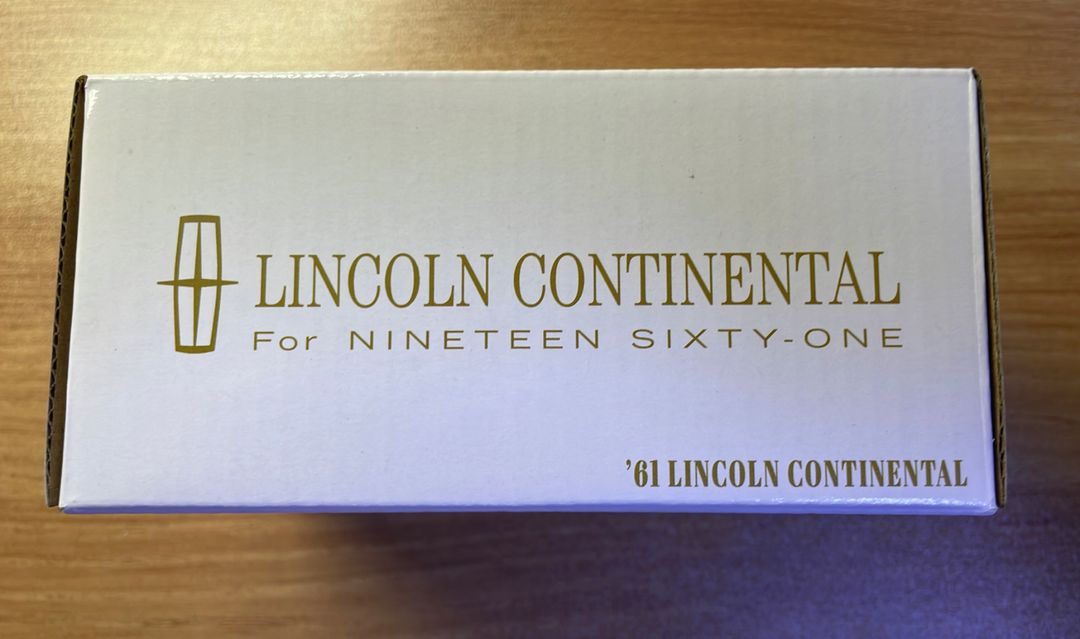 LINCOLN CONTINENTAL
For NINETEEN SIXTY-ONE
’61 LINCOLN CONTINENTAL